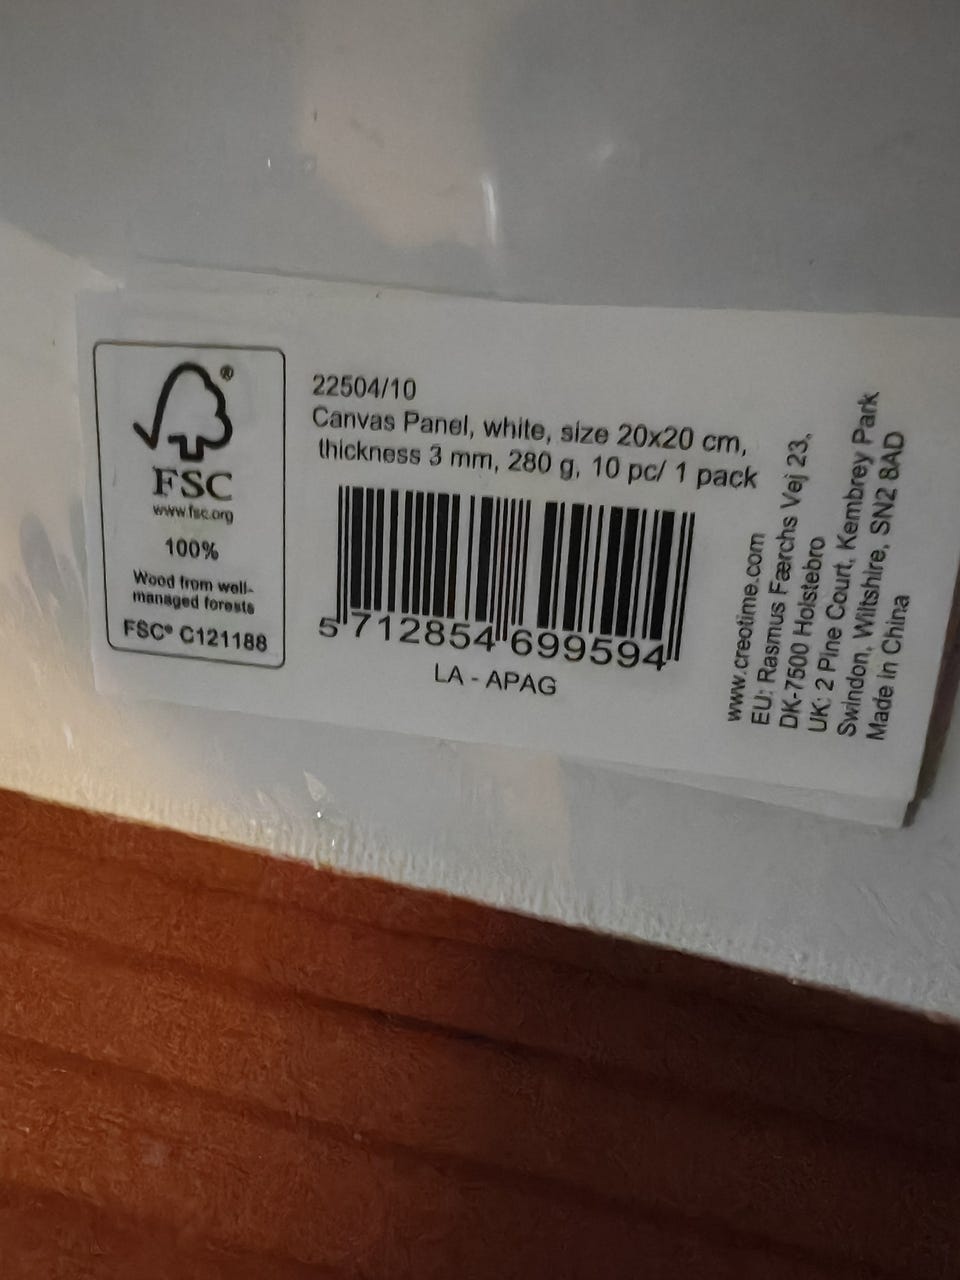 ®
FSC
www.fsc.org
100%
Wood from well-
managed forests
FSC® C121188
22504/10
Canvas Panel, white, size 20x20 cm,
thickness 3 mm, 280 g, 10 pc/ 1 pack
5 712854 699594
LA - APAG
www.creotime.com
EU: Rasmus Færchs Vej 23,
DK-7500 Holstebro
UK: 2 Pine Court, Kembrey Park
Swindon, Wiltshire, SN2 8AD
Made in China